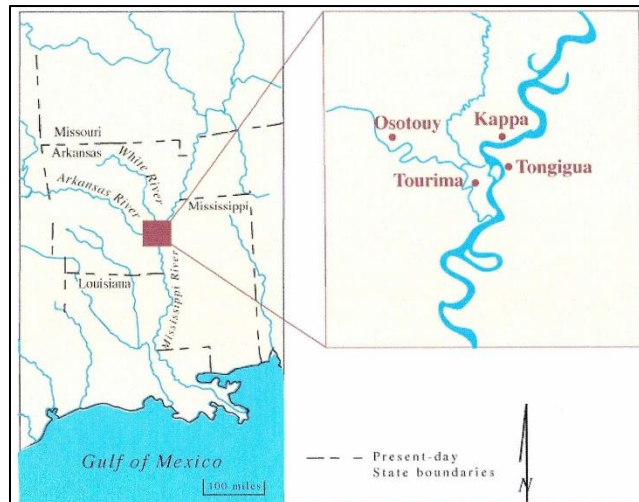 Missouri
Arkansas
White River
Arkansas River
Mississippi
Louisiana
Mississippi River
Gulf of Mexico
100 miles
Osotouy
Kappa
Tongigua
Tourima
Present-day
State boundaries
N